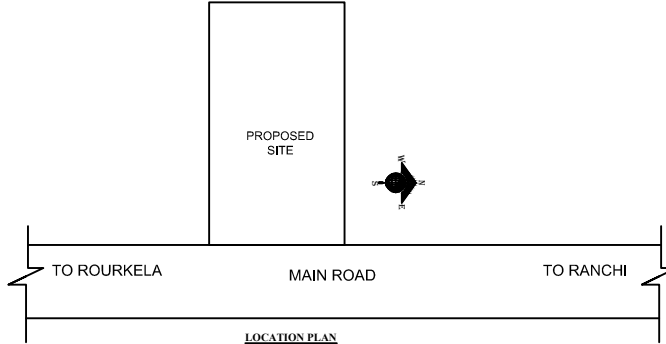 PROPOSED
SITE
W
S N
E
TO ROURKELA MAIN ROAD TO RANCHI
LOCATION PLAN